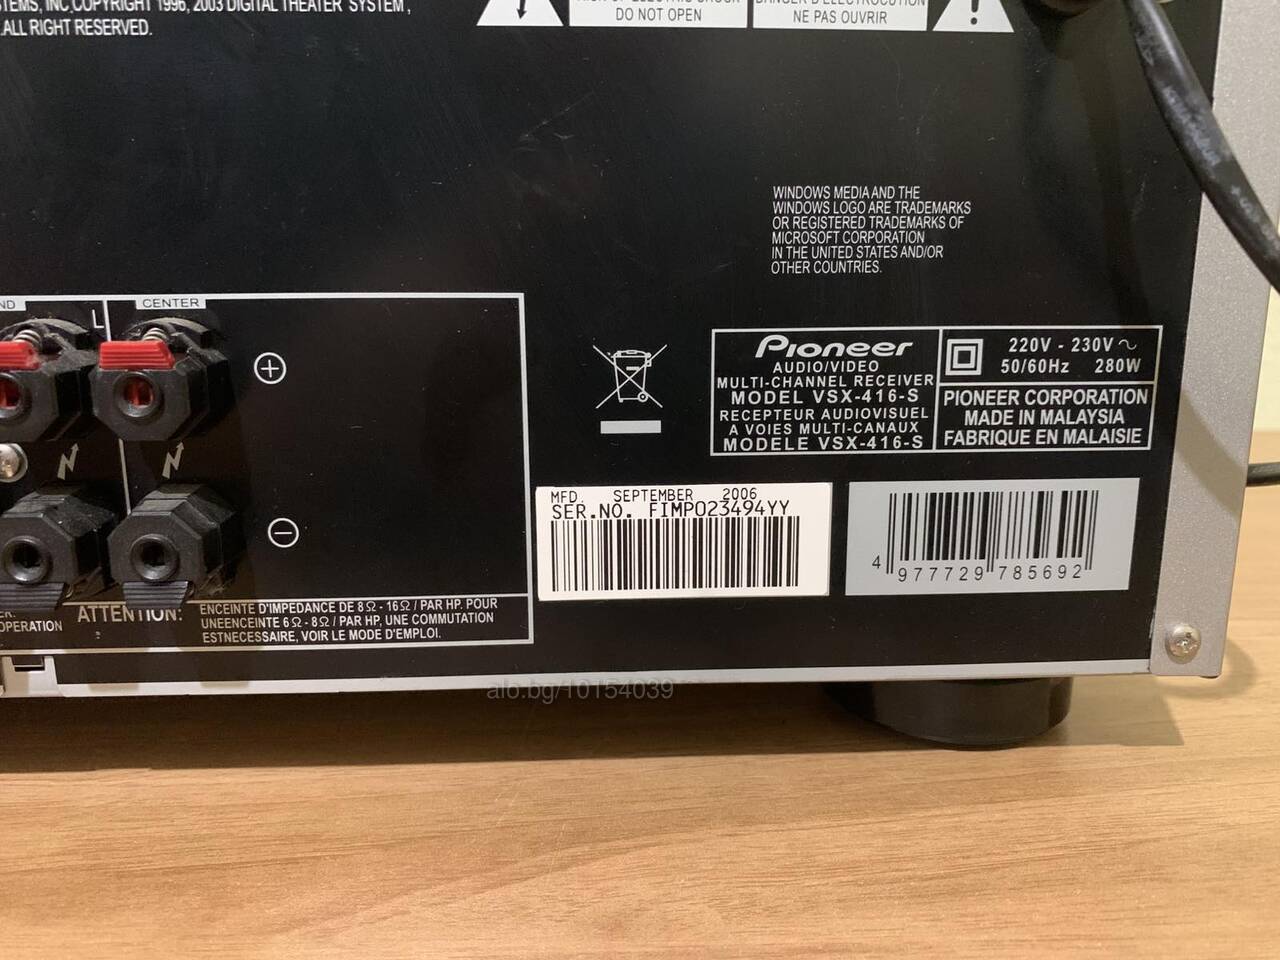 STEMS, INC, COPYRIGHT 1996, 2003 DIGITAL THEATER SYSTEM,
.ALL RIGHT RESERVED.
DO NOT OPEN
NE PAS OUVRIR
WINDOWS MEDIA AND THE
WINDOWS LOGO ARE TRADEMARKS
OR REGISTERED TRADEMARKS OF
MICROSOFT CORPORATION
IN THE UNITED STATES AND/OR
OTHER COUNTRIES.
CENTER
L
Pioneer
AUDIO/VIDEO
MULTI-CHANNEL RECEIVER
MODEL VSX-416-S
RECEPTEUR AUDIOVISUEL
A VOIES MULTI-CANAUX
MODELE VSX-416-S
220V - 230V ~
50/60Hz 280W
PIONEER CORPORATION
MADE IN MALAYSIA
FABRIQUE EN MALAISIE
MFD. SEPTEMBER 2006
SER.NO. FIMP023494YY
4 977729 785692
OPERATION
ATTENTION:
ENCEINTE D'IMPEDANCE DE 8Ω - 16Ω / PAR HP. POUR
UNEENCEINTE 6Ω - 8Ω / PAR HP, UNE COMMUTATION
ESTNECESSAIRE, VOIR LE MODE D'EMPLOI.
alo.bg/10154039